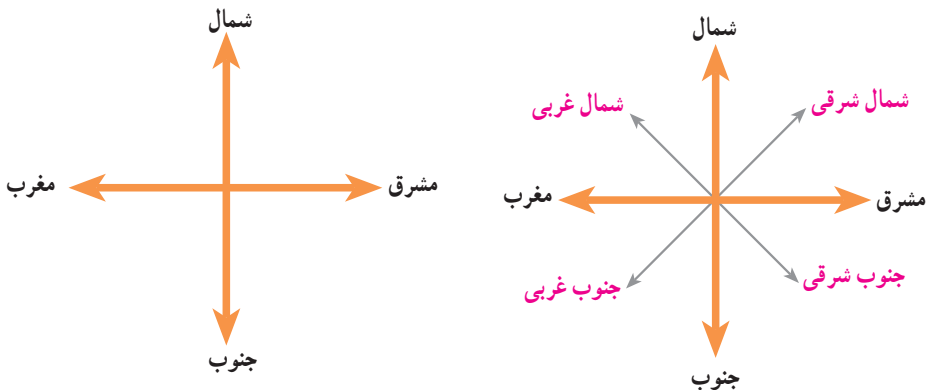 شمال
مشرق
مغرب
جنوب
شمال
شمال شرقی
شمال غربی
مشرق
مغرب
جنوب شرقی
جنوب غربی
جنوب